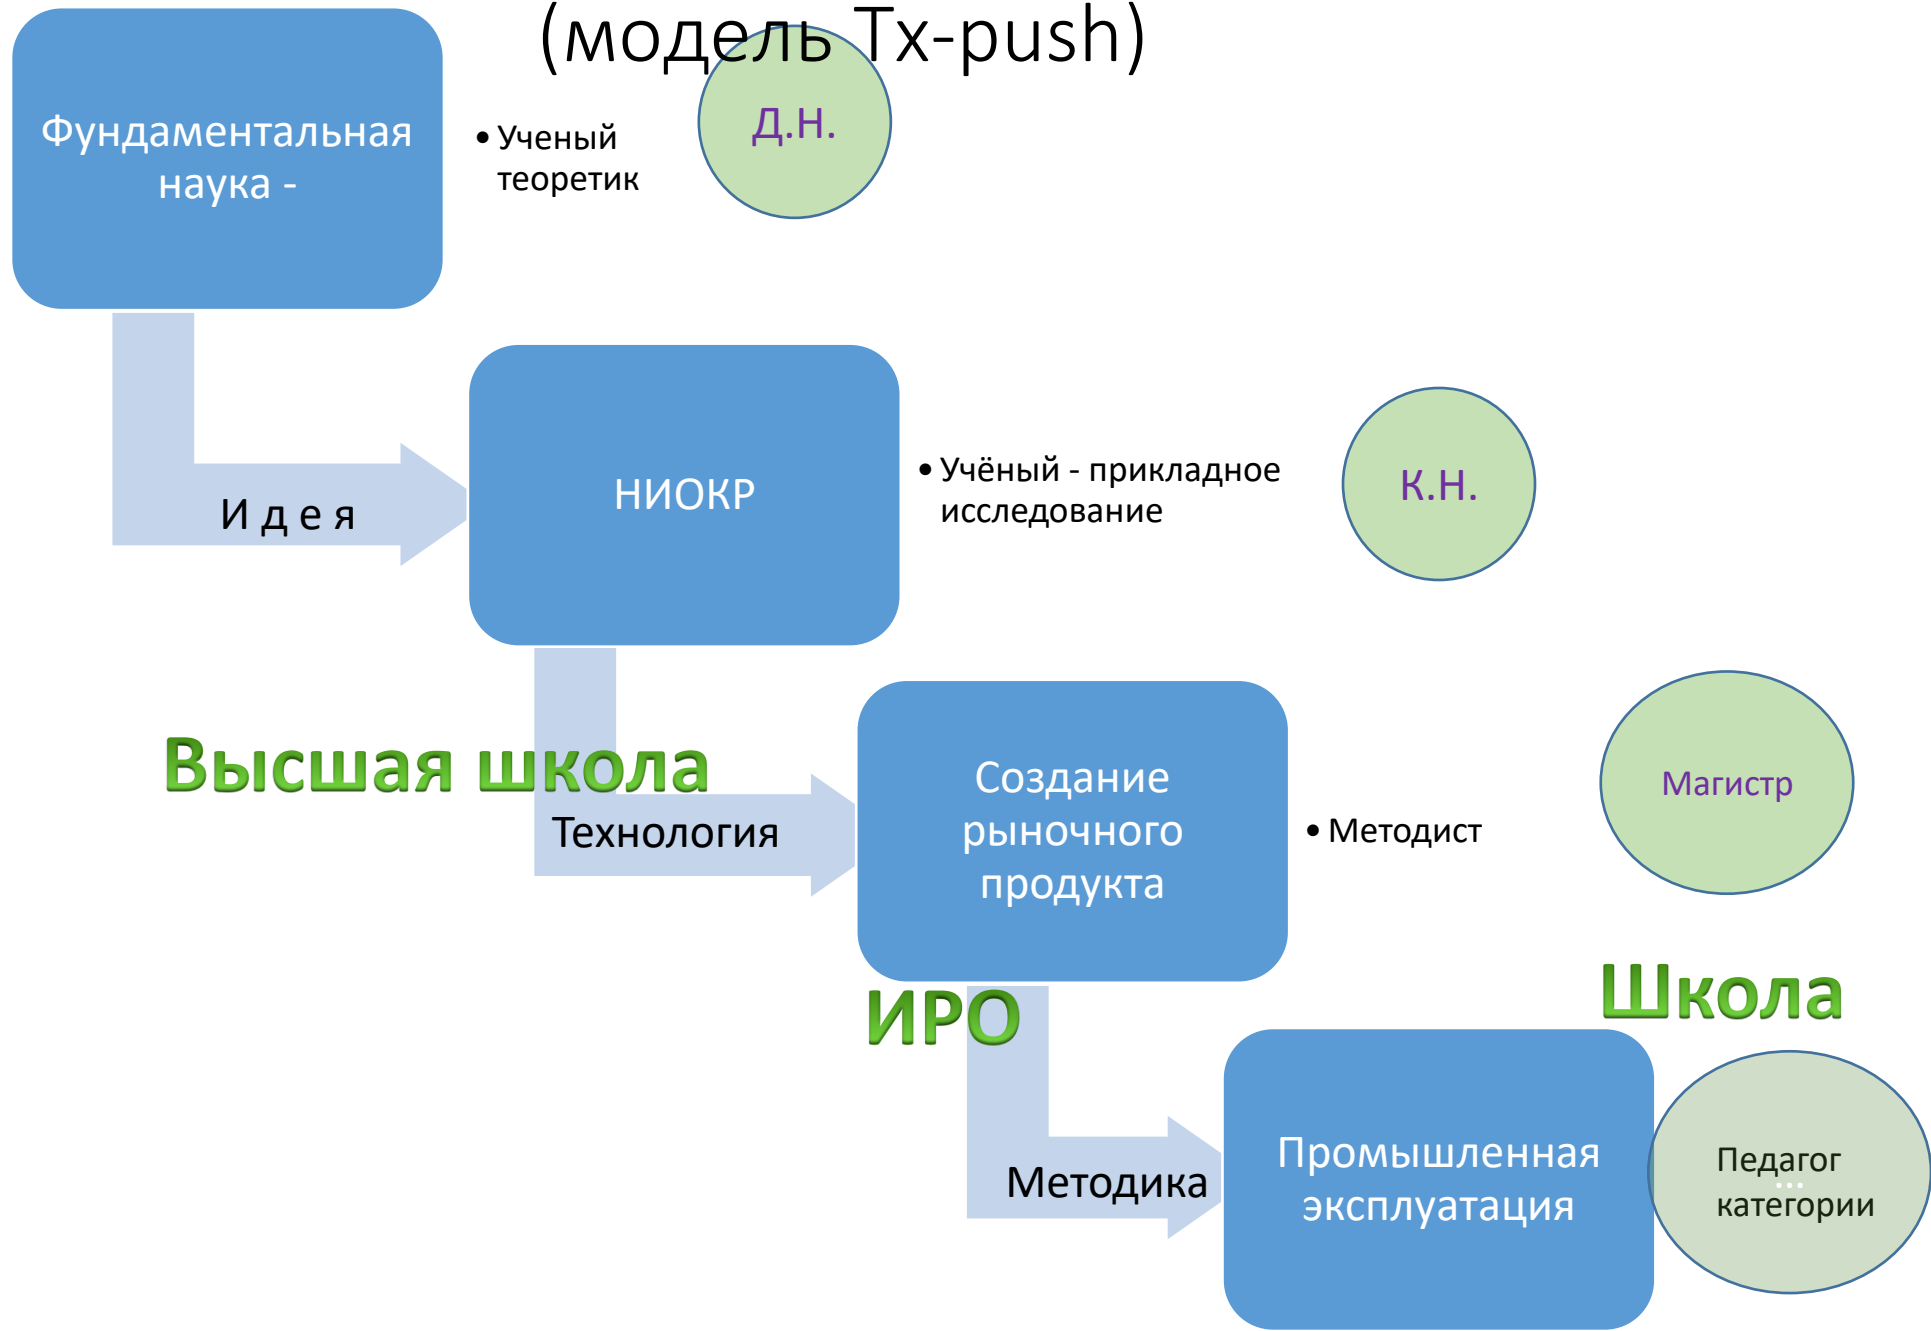 (модель Tx-push)
Фундаментальная
наука -
• Ученый
теоретик
Д.Н.
И д е я
НИОКР
• Учёный - прикладное
исследование
К.Н.
Высшая школа
Технология
Создание
рыночного
продукта
• Методист
Магистр
ИРО
Школа
Методика
Промышленная
эксплуатация
Педагог
...
категории